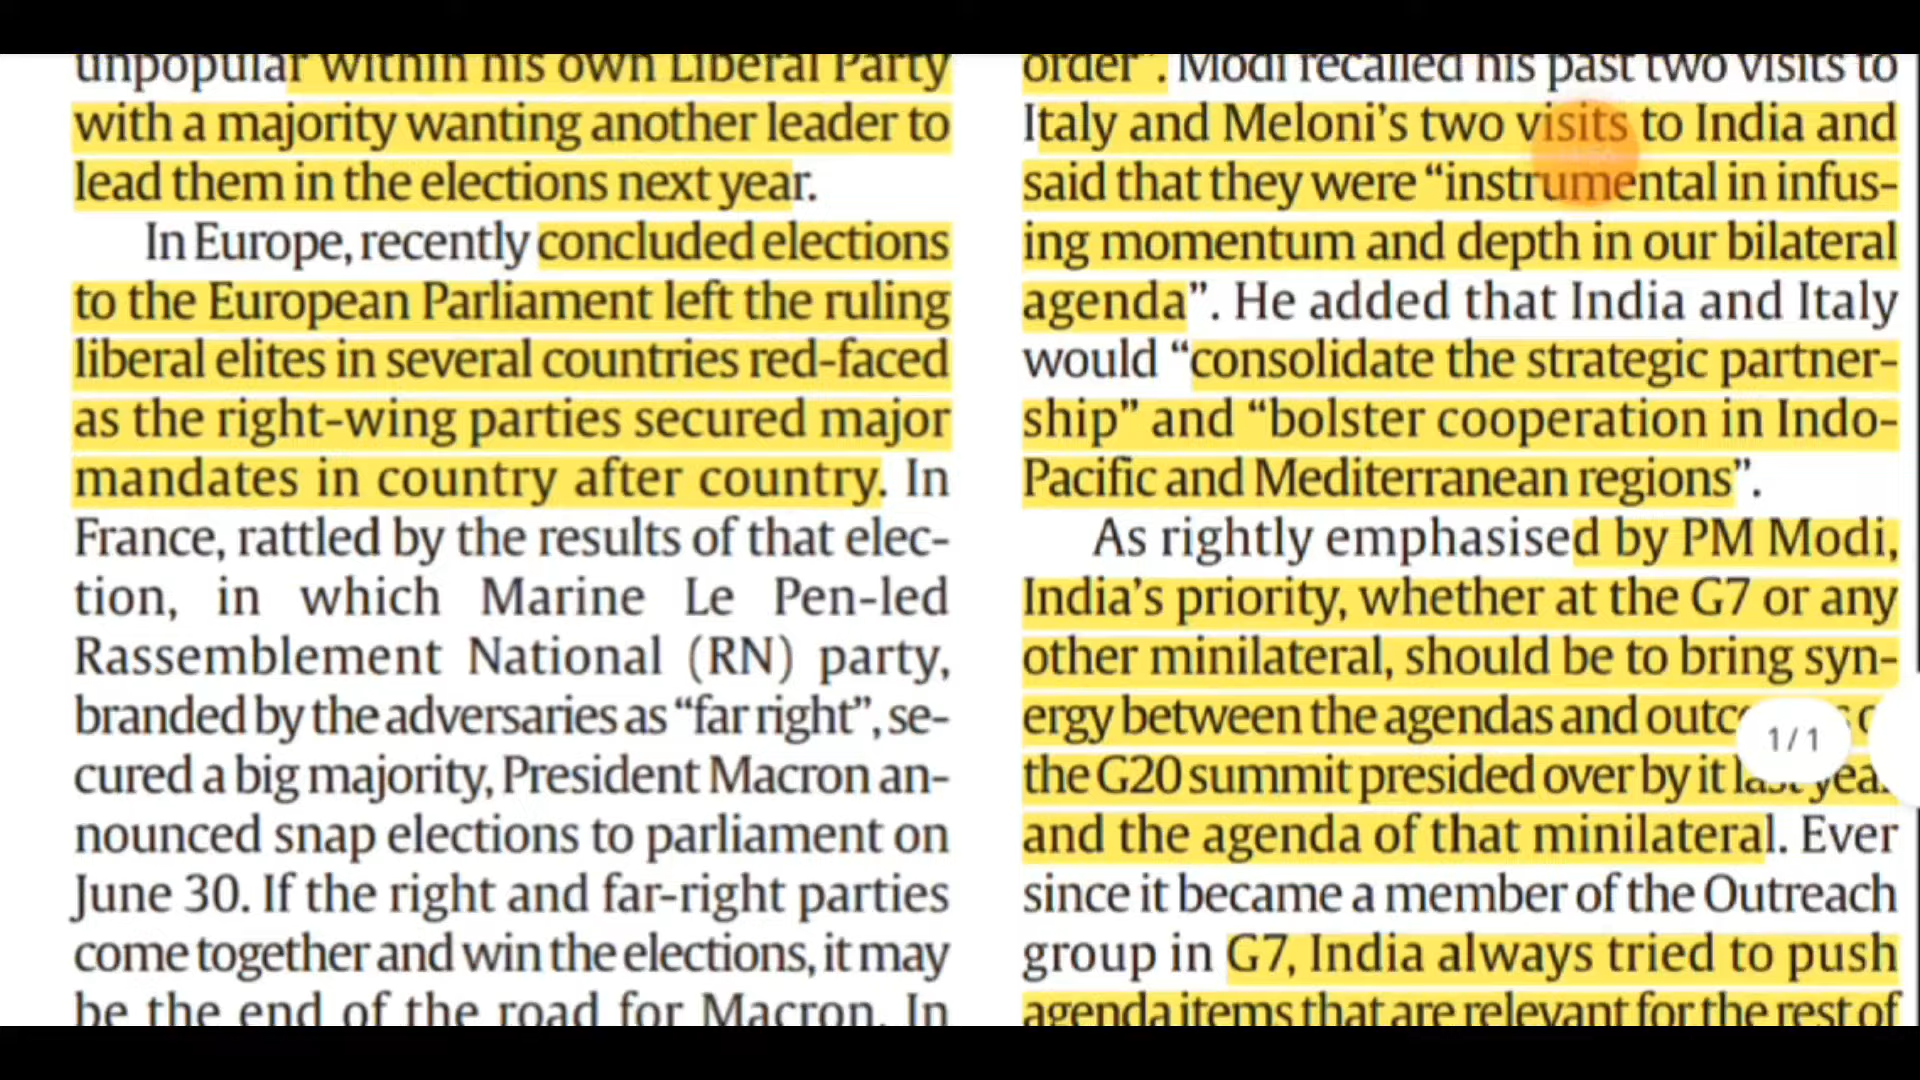 unpopular within his own Liberal Party
with a majority wanting another leader to
lead them in the elections next year.
In Europe, recently concluded elections
to the European Parliament left the ruling
liberal elites in several countries red-faced
as the right-wing parties secured major
mandates in country after country. In
France, rattled by the results of that elec-
tion, in which Marine Le Pen-led
Rassemblement National (RN) party,
branded by the adversaries as “far right”, se-
cured a big majority, President Macron an-
nounced snap elections to parliament on
June 30. If the right and far-right parties
come together and win the elections, it may
be the end of the road for Macron. In
order”. Modi recalled his past two visits to
Italy and Meloni’s two visits to India and
said that they were “instrumental in infus-
ing momentum and depth in our bilateral
agenda”. He added that India and Italy
would “consolidate the strategic partner-
ship” and “bolster cooperation in Indo-
Pacific and Mediterranean regions”.
As rightly emphasised by PM Modi,
India’s priority, whether at the G7 or any
other minilateral, should be to bring syn-
ergy between the agendas and
the G20 summit presided over by it last year
and the agenda of that minilateral. Ever
since it became a member of the Outreach
group in G7, India always tried to push
agenda items that are relevant for the rest of
1/1